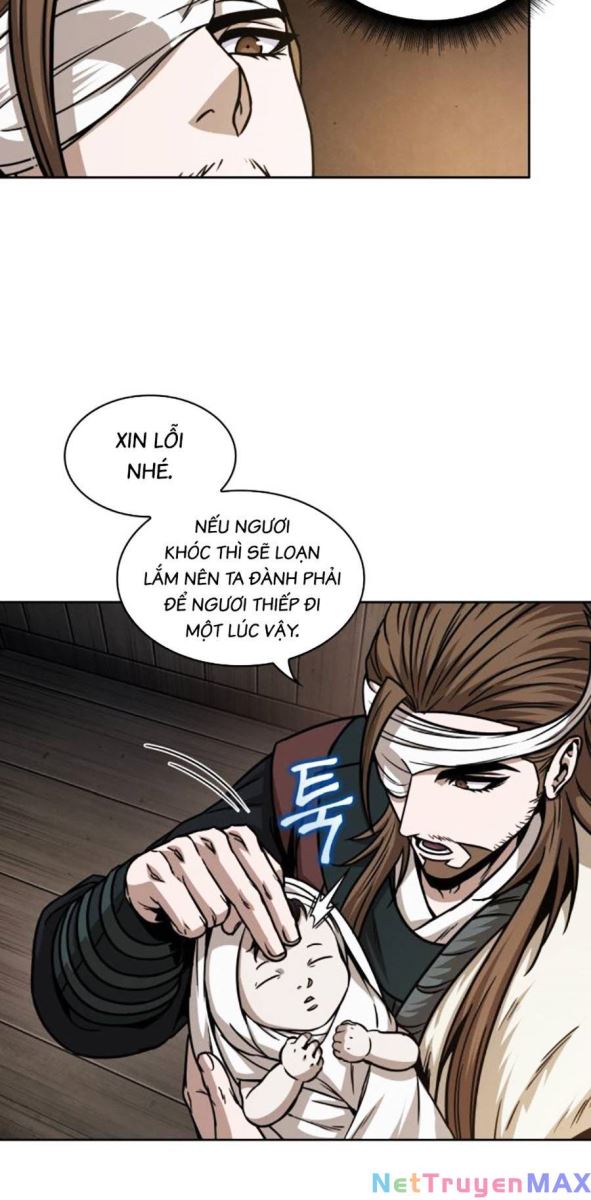 XIN LỖI
NHÉ.
NẾU NGƯƠI
KHÓC THÌ SẼ LOẠN
LẮM NÊN TA ĐÀNH PHẢI
ĐỂ NGƯƠI THIẾP ĐI
MỘT LÚC VẬY.
툭
NETTRUYENMAX